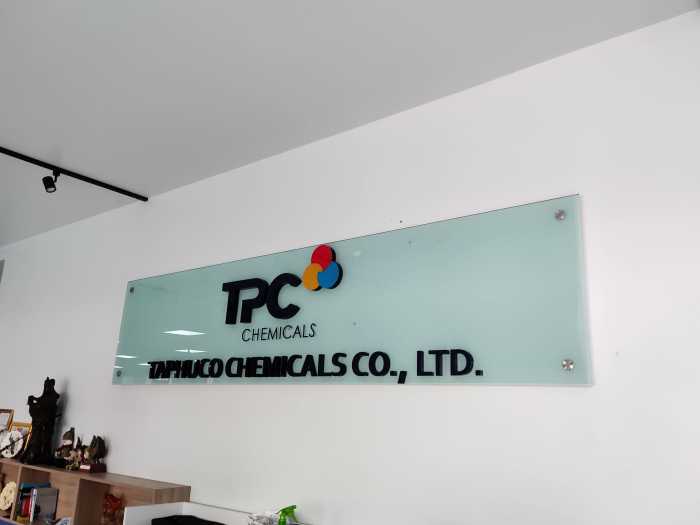 TPC
CHEMICALS
TAPHUCO CHEMICALS CO., LTD.